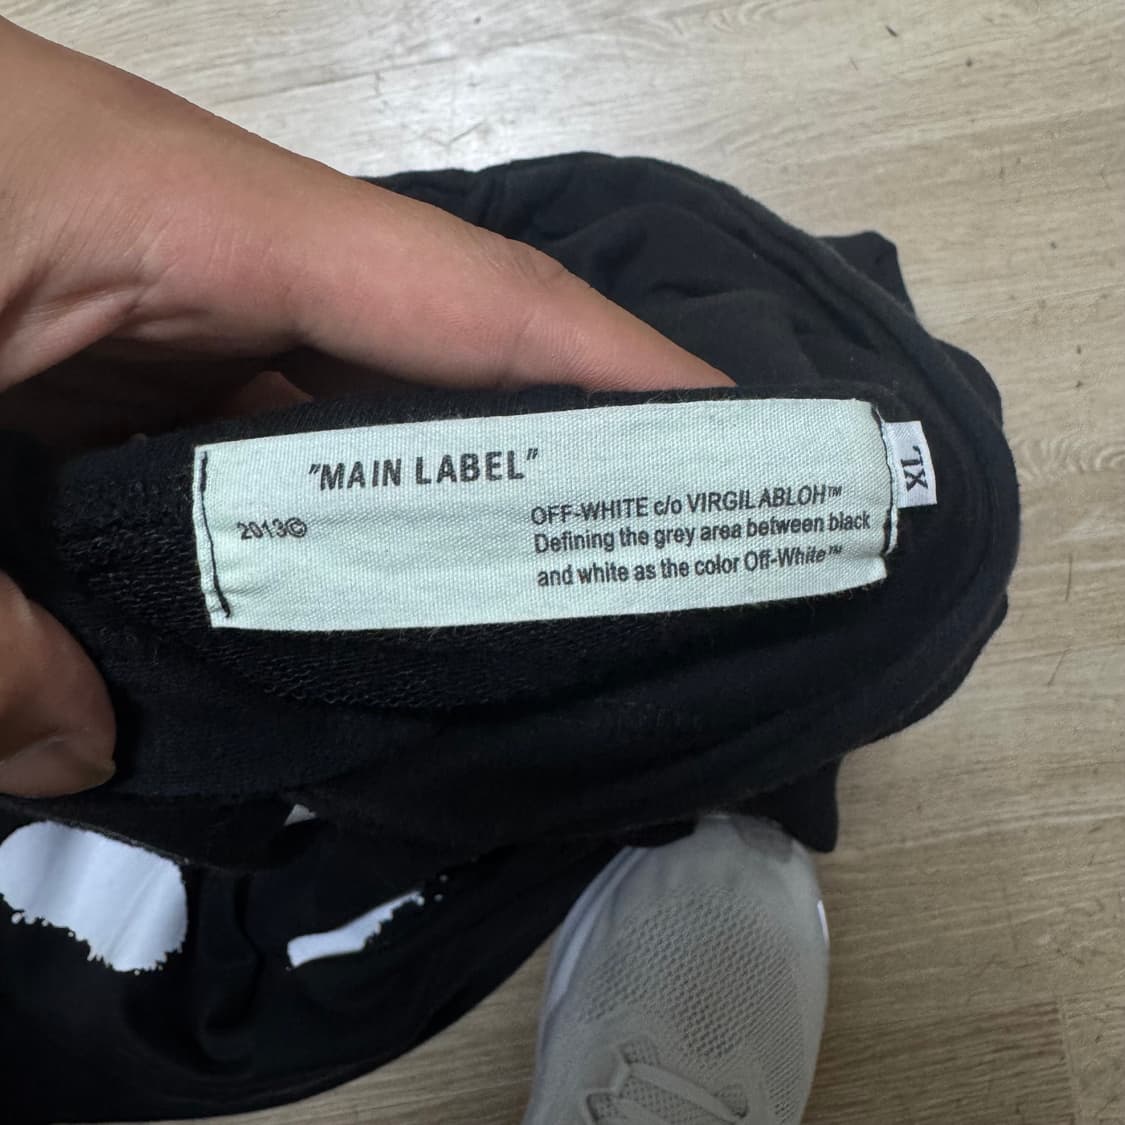 "MAIN LABEL"
2013©
OFF-WHITE c/o VIRGIL ABLOH™
Defining the grey area between black
and white as the color Off-White™
XL